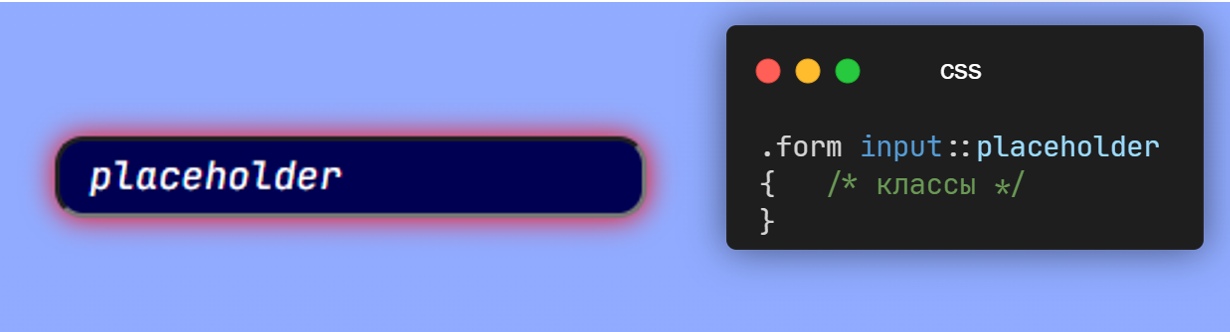 placeholder
css
.form input::placeholder
{   /* классы */
}